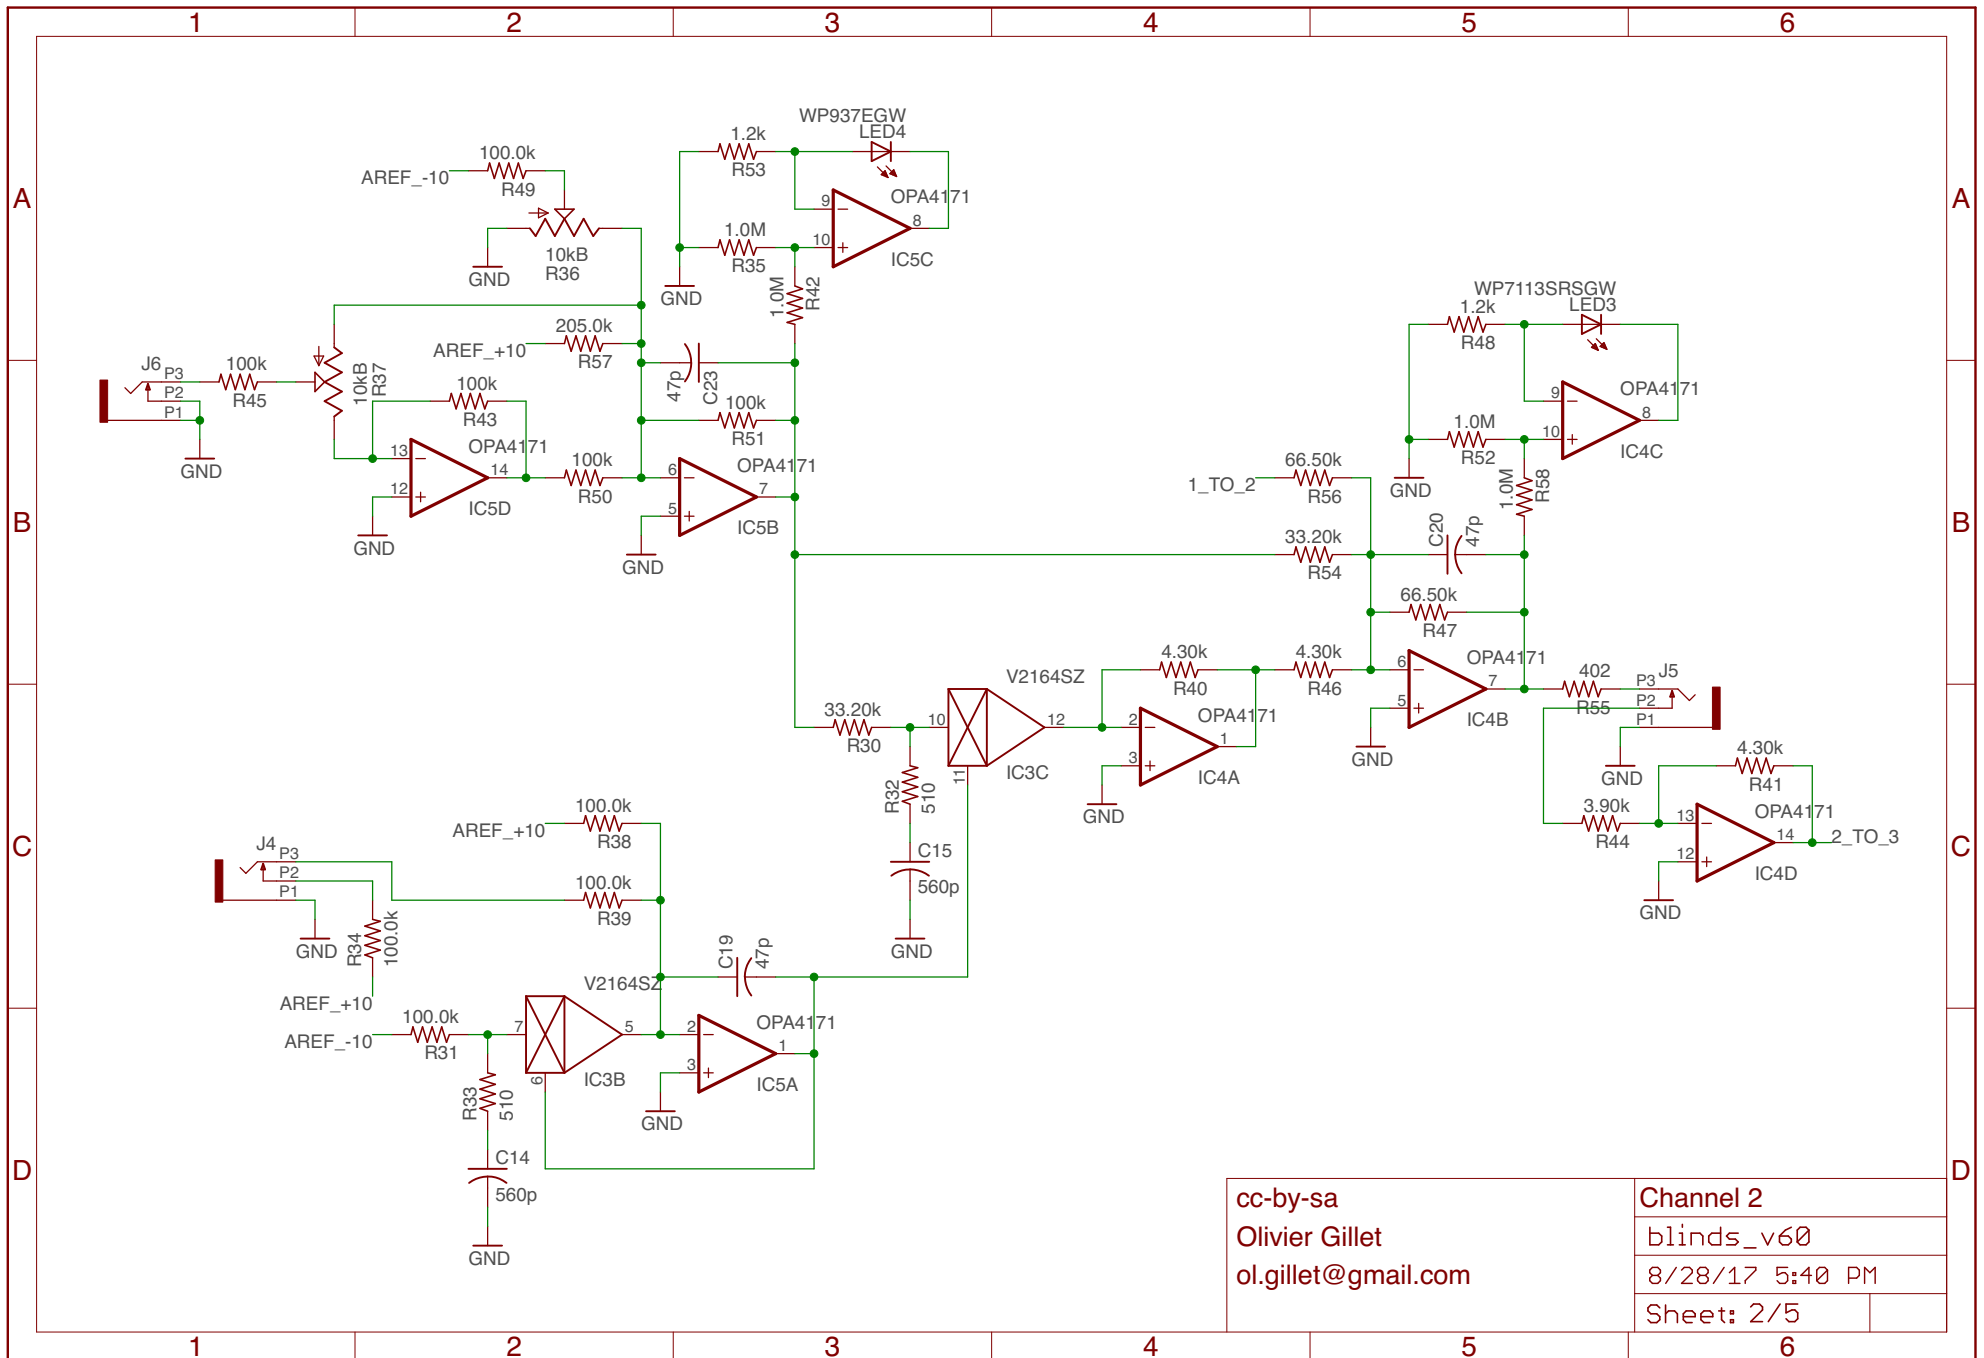 1 2 3 4 5 6
A A
B B
C C
D D
WP937EGW
LED4
1.2k
R53
100.0k
AREF_-10
R49
OPA4171
9
8
10
1.0M
R35
IC5C
10kB
R36
GND
GND
1.0M
R42
205.0k
AREF_+10
R57
47p
C23
J6
P3
P2
P1
100k
R45
10kB
R37
100k
R43
100k
R51
GND
OPA4171
13
14
12
IC5D
100k
R50
OPA4171
6
7
5
IC5B
GND
GND
WP7113SRSGW
LED3
1.2k
R48
OPA4171
9
8
10
1.0M
R52
IC4C
GND
1.0M
R58
66.50k
1_TO_2
R56
33.20k
R54
C20
47p
66.50k
R47
V2164SZ
4.30k
R40
4.30k
R46
OPA4171
6
7
5
IC4B
402
R55
J5
P3
P2
P1
33.20k
R30
10
12
11
IC3C
OPA4171
2
1
3
IC4A
GND
GND
GND
4.30k
R41
R32
510
3.90k
R44
OPA4171
13
14
12
IC4D
2_TO_3
GND
C15
560p
GND
100.0k
AREF_+10
R38
J4
P3
P2
P1
100.0k
R39
GND
R34
100.0k
AREF_+10
C19
47p
V2164SZ
AREF_-10
100.0k
R31
7
5
6
IC3B
OPA4171
2
1
3
IC5A
GND
R33
510
C14
560p
GND
cc-by-sa
Olivier Gillet
ol.gillet@gmail.com
Channel 2
blinds_v60
8/28/17 5:40 PM
Sheet: 2/5
1 2 3 4 5 6